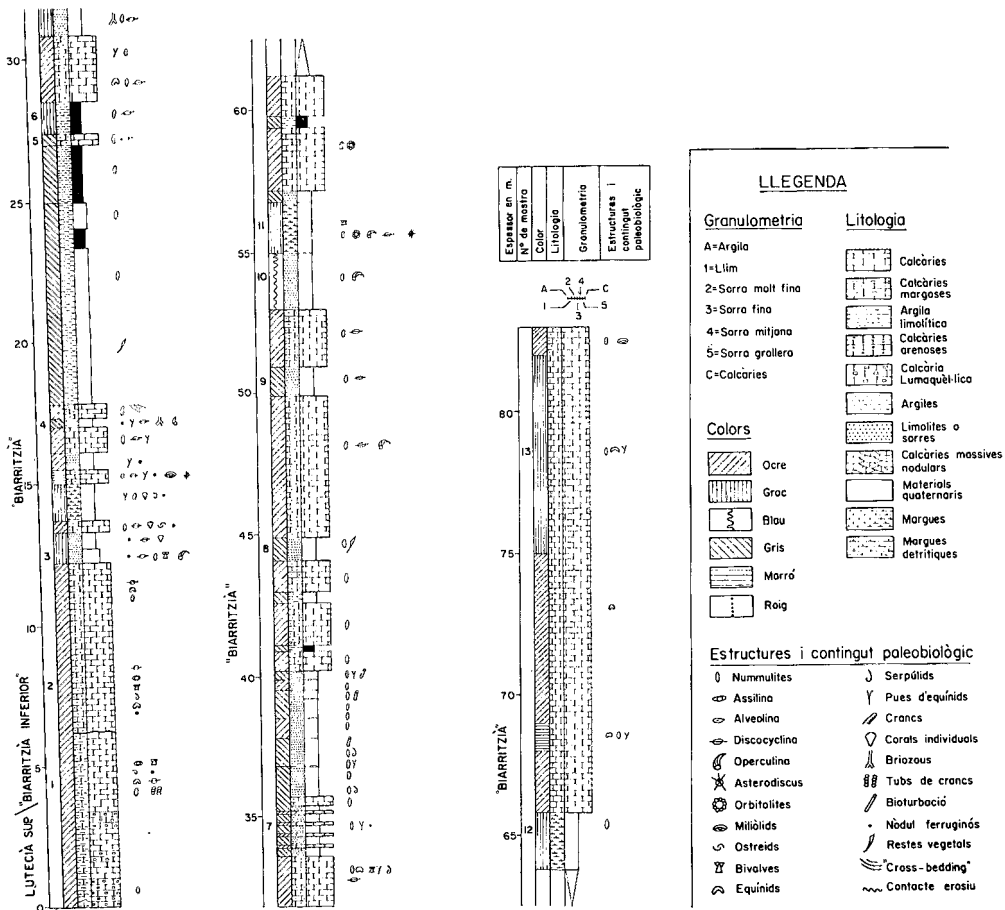 30
6
5
25
20
4
15
3
10
2
5
1
0
"BIARRITZIÀ"
LUTECIÀ SUP / "BIARRITZIÀ INFERIOR"
60
11
55
10
50
9
45
8
40
35
7
"BIARRITZIÀ"
Espessor en m.
Nº de mostra
Color
Litologia
Granulometria
Estructures i
contingut
paleobiològic
A 2 4 C
1 3 5
80
13
75
70
65
12
"BIARRITZIÀ"
LLEGENDA
Granulometria
A=Argila
1=Llim
2=Sorra molt fina
3=Sorra fina
4=Sorra mitjana
5=Sorra grollera
C=Calcàries
Colors
Ocre
Groc
Blau
Gris
Marró
Roig
Litologia
Calcàries
Calcàries
margoses
Argila
limolítica
Calcàries
arenoses
Calcària
Lumaquèl·lica
Argiles
Limolites o
sorres
Calcàries massives
nodulars
Materials
quaternaris
Margues
Margues
detrítiques
Estructures i contingut paleobiològic
Nummulites
Assilina
Alveolina
Discocyclina
Operculina
Asterodiscus
Orbitolites
Miliòlids
Ostreids
Bivalves
Equínids
Serpúlids
Pues d'equínids
Crancs
Corals individuals
Briozous
Tubs de crancs
Bioturbació
Nòdul ferruginós
Restes vegetals
"Cross-bedding"
Contacte erosiu